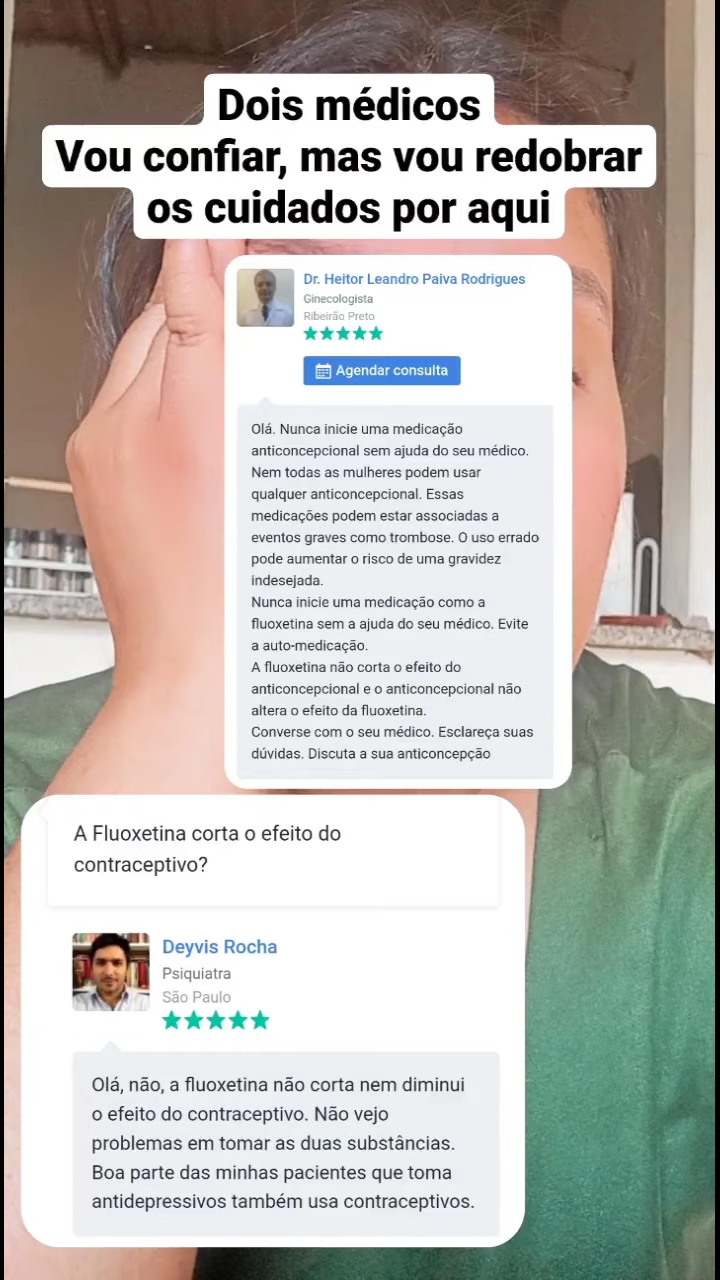 Dois médicos
Vou confiar, mas vou redobrar
os cuidados por aqui
Dr. Heitor Leandro Paiva Rodrigues
Ginecologista
Ribeirão Preto
Agendar consulta
Olá. Nunca inicie uma medicação
anticoncepcional sem ajuda do seu médico.
Nem todas as mulheres podem usar
qualquer anticoncepcional. Essas
medicações podem estar associadas a
eventos graves como trombose. O uso errado
pode aumentar o risco de uma gravidez
indesejada.
Nunca inicie uma medicação como a
fluoxetina sem a ajuda do seu médico. Evite
a auto-medicação.
A fluoxetina não corta o efeito do
anticoncepcional e o anticoncepcional não
altera o efeito da fluoxetina.
Converse com o seu médico. Esclareça suas
dúvidas. Discuta a sua anticoncepção
A Fluoxetina corta o efeito do
contraceptivo?
Deyvis Rocha
Psiquiatra
São Paulo
Olá, não, a fluoxetina não corta nem diminui
o efeito do contraceptivo. Não vejo
problemas em tomar as duas substâncias.
Boa parte das minhas pacientes que toma
antidepressivos também usa contraceptivos.